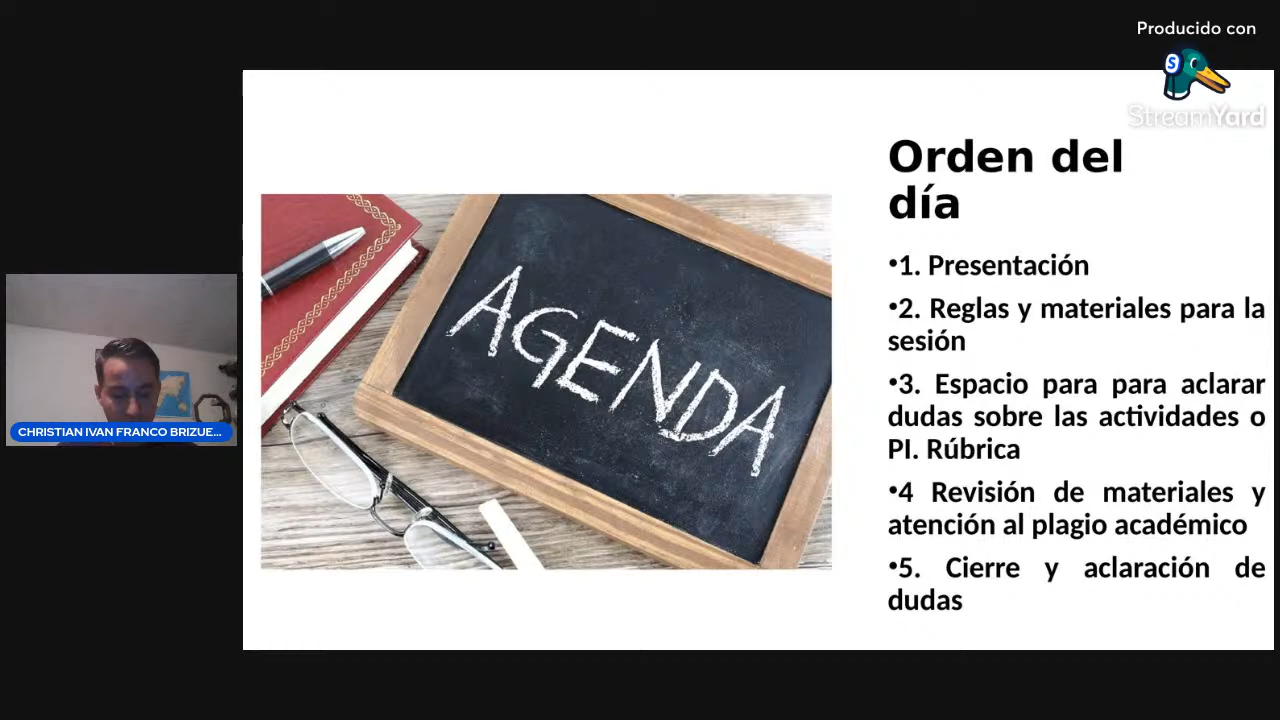 Producido con
StreamYard
Orden del
día
•1. Presentación
•2. Reglas y materiales para la
sesión
•3. Espacio para para aclarar
dudas sobre las actividades o
PI. Rúbrica
•4 Revisión de materiales y
atención al plagio académico
•5. Cierre y aclaración de
dudas
AGENDA
CHRISTIAN IVAN FRANCO BRIZUE...